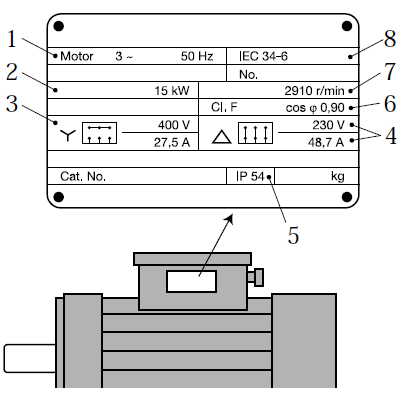 1
Motor 3 ~ 50 Hz
IEC 34-6
8
No.
2
15 kW
2910 r/min
7
Cl. F cos φ 0,90
6
3
400 V
27,5 A
230 V
48,7 A
4
Cat. No.
IP 54
kg
5